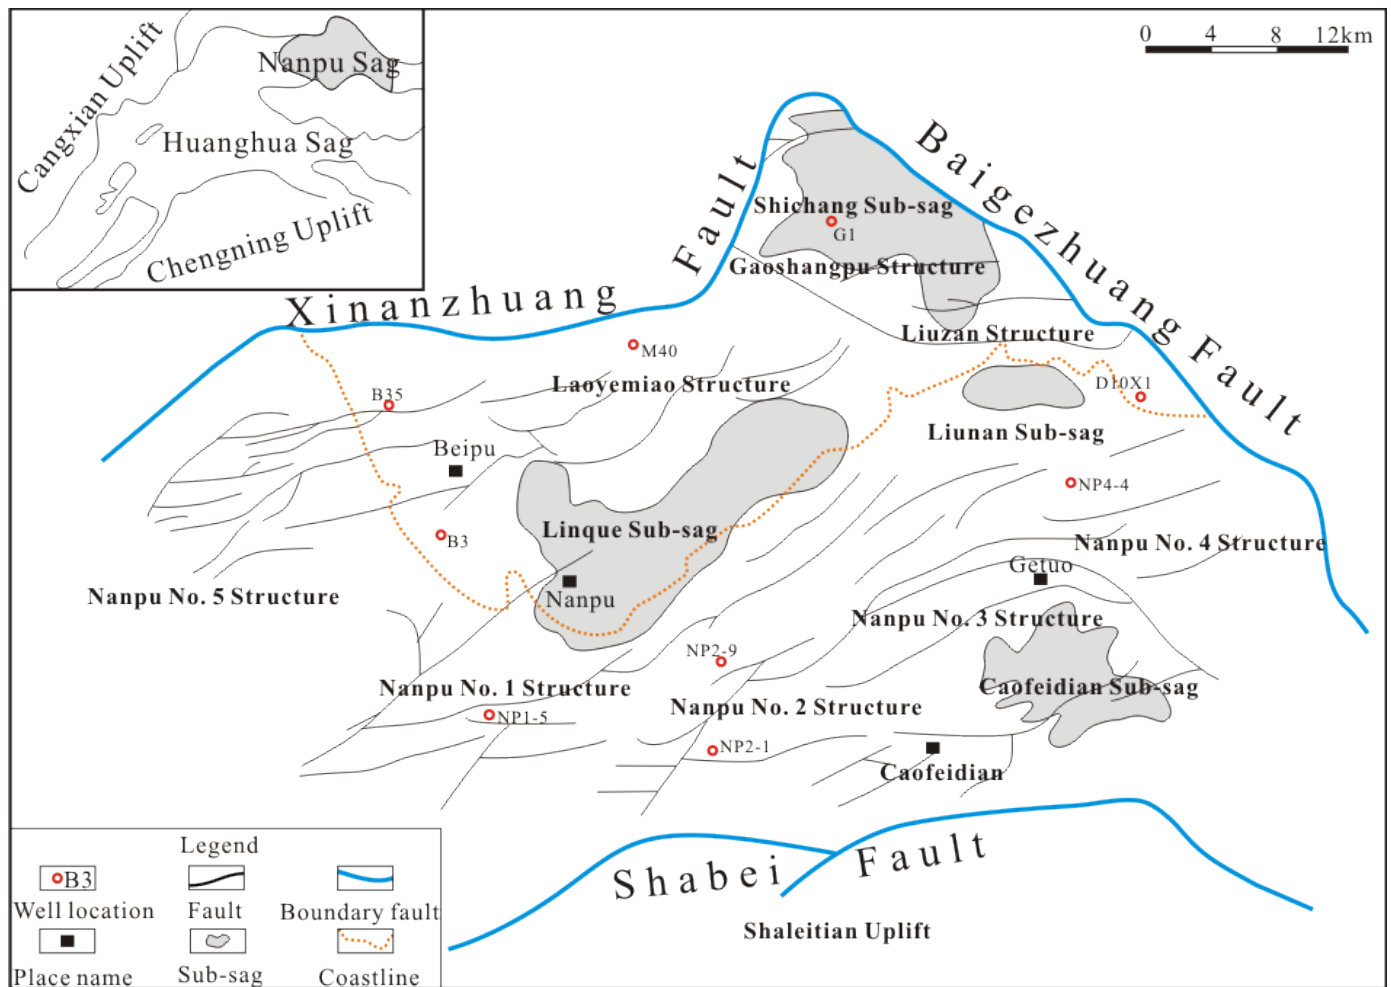 Cangxian Uplift
Nanpu Sag
Huanghua Sag
Chengning Uplift
0 4 8 12km
Xinanzhuang Fault
Baigezhuang Fault
Shichang Sub-sag
G1
Gaoshangpu Structure
Liuzan Structure
M40
Laoyemiao Structure
D10X1
B35
Liunan Sub-sag
Beipu
NP4-4
Linque Sub-sag
B3
Nanpu No. 4 Structure
Getuo
Nanpu No. 5 Structure
Nanpu
Nanpu No. 3 Structure
NP2-9
Nanpu No. 1 Structure
Caofeidian Sub-sag
Nanpu No. 2 Structure
NP1-5
NP2-1
Caofeidian
Shabei Fault
Shaleitian Uplift
Legend
B3
Well location
Fault
Boundary fault
Place name
Sub-sag
Coastline